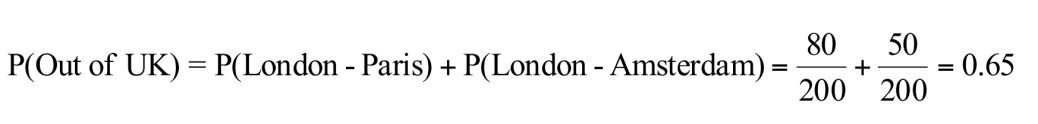 P(Out of UK) = P(London - Paris) + P(London - Amsterdam) = 80/200 + 50/200 = 0.65